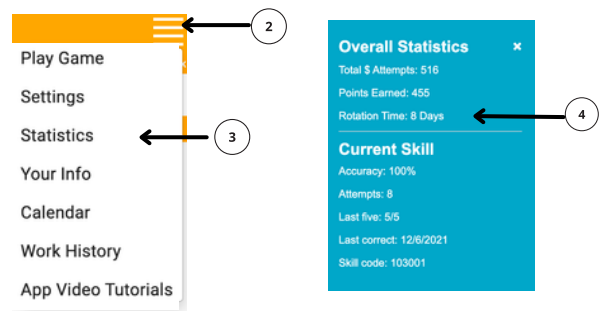 2
Play Game
Settings
Statistics
3
Your Info
Calendar
Work History
App Video Tutorials
Overall Statistics ×
Total $ Attempts: 516
Points Earned: 455
Rotation Time: 8 Days
4
Current Skill
Accuracy: 100%
Attempts: 8
Last five: 5/5
Last correct: 12/6/2021
Skill code: 103001